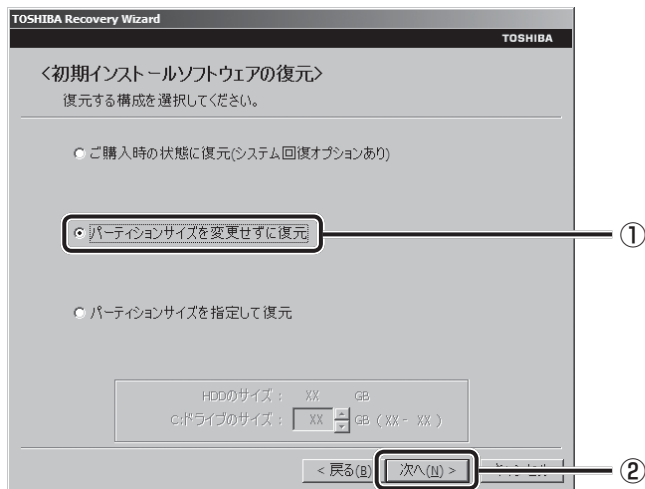 TOSHIBA Recovery Wizard
TOSHIBA
<初期インストールソフトウェアの復元>
復元する構成を選択してください。
ご購入時の状態に復元(システム回復オプションあり)
パーティションサイズを変更せずに復元
①
パーティションサイズを指定して復元
HDDのサイズ： XX GB
C:ドライブのサイズ： XX GB ( XX - XX )
< 戻る(B) 次へ(N) >
②